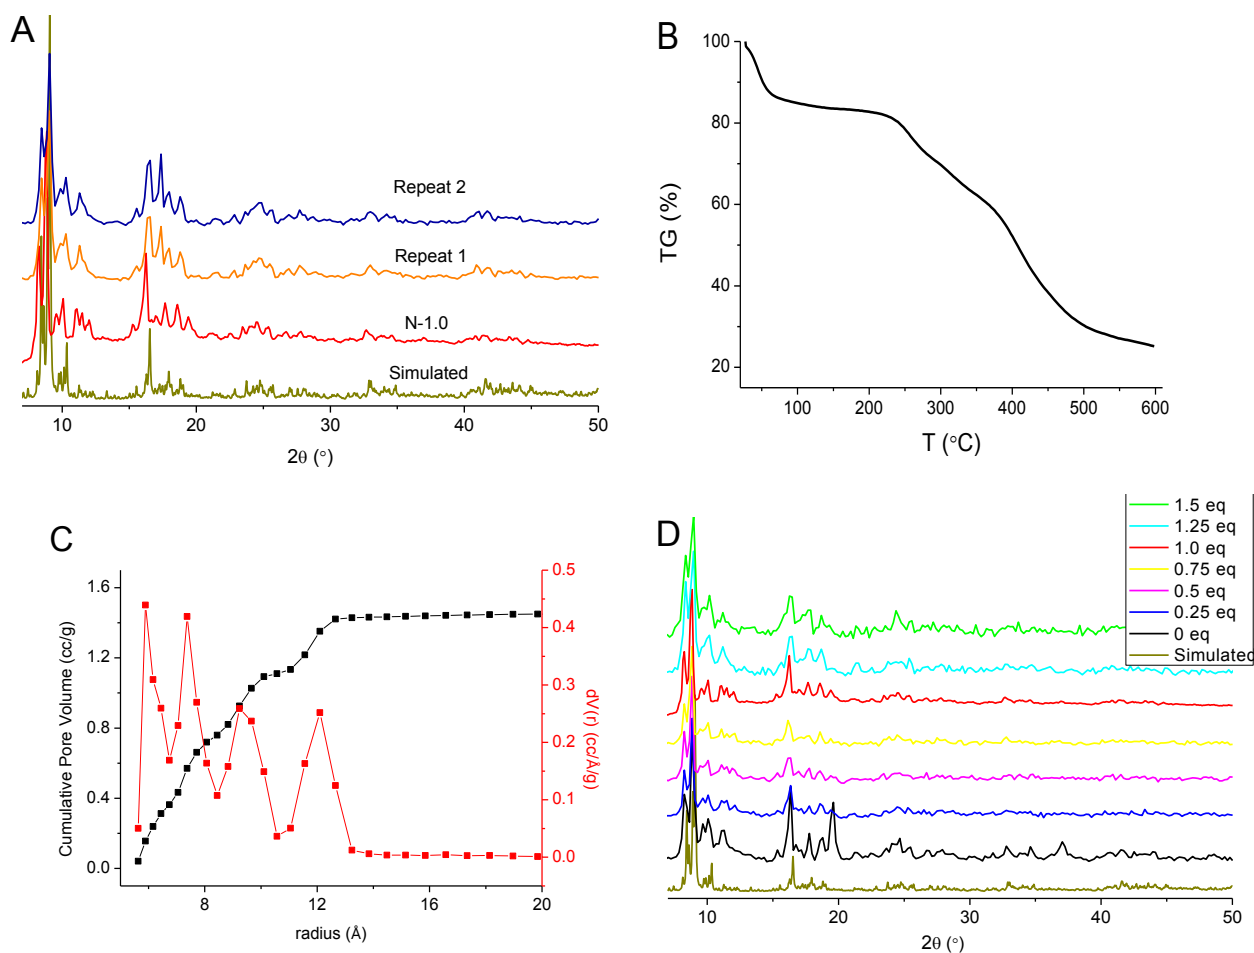 A
Repeat 2
Repeat 1
N-1.0
Simulated
10
20
30
40
50
2θ (°)
B
100
80
60
40
20
TG (%)
100
200
300
400
500
600
T (°C)
C
1.6
1.2
0.8
0.4
0.0
Cumulative Pore Volume (cc/g)
0.5
0.4
0.3
0.2
0.1
0.0
dV(r) (cc/Å/g)
8
12
16
20
radius (Å)
D
1.5 eq
1.25 eq
1.0 eq
0.75 eq
0.5 eq
0.25 eq
0 eq
Simulated
10
20
30
40
50
2θ (°)